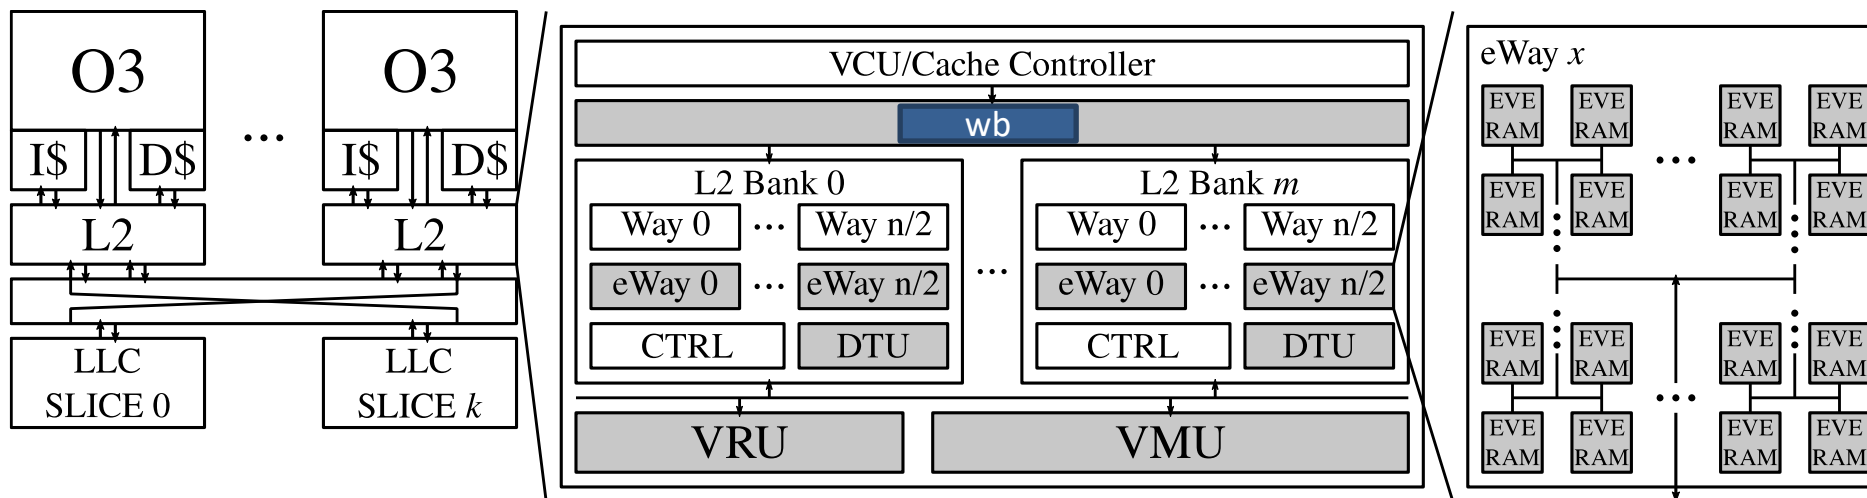 O3
...
O3
I$
D$
I$
D$
L2
L2
LLC
SLICE 0
LLC
SLICE k
VCU/Cache Controller
wb
L2 Bank 0
Way 0 ... Way n/2
eWay 0 ... eWay n/2
CTRL
DTU
...
L2 Bank m
Way 0 ... Way n/2
eWay 0 ... eWay n/2
CTRL
DTU
VRU
VMU
eWay x
EVE
RAM
EVE
RAM
...
EVE
RAM
EVE
RAM
EVE
RAM
EVE
RAM
EVE
RAM
EVE
RAM
EVE
RAM
EVE
RAM
...
EVE
RAM
EVE
RAM
EVE
RAM
EVE
RAM
EVE
RAM
EVE
RAM